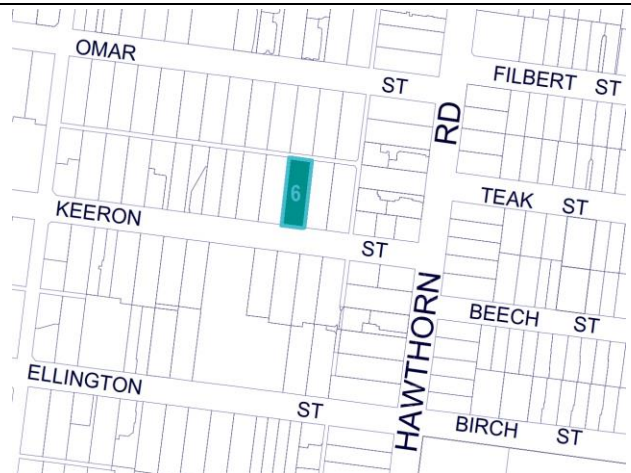 OMAR ST
FILBERT ST
RD
6
TEAK ST
KEERON ST
HAWTHORN
BEECH ST
ELLINGTON ST
BIRCH ST